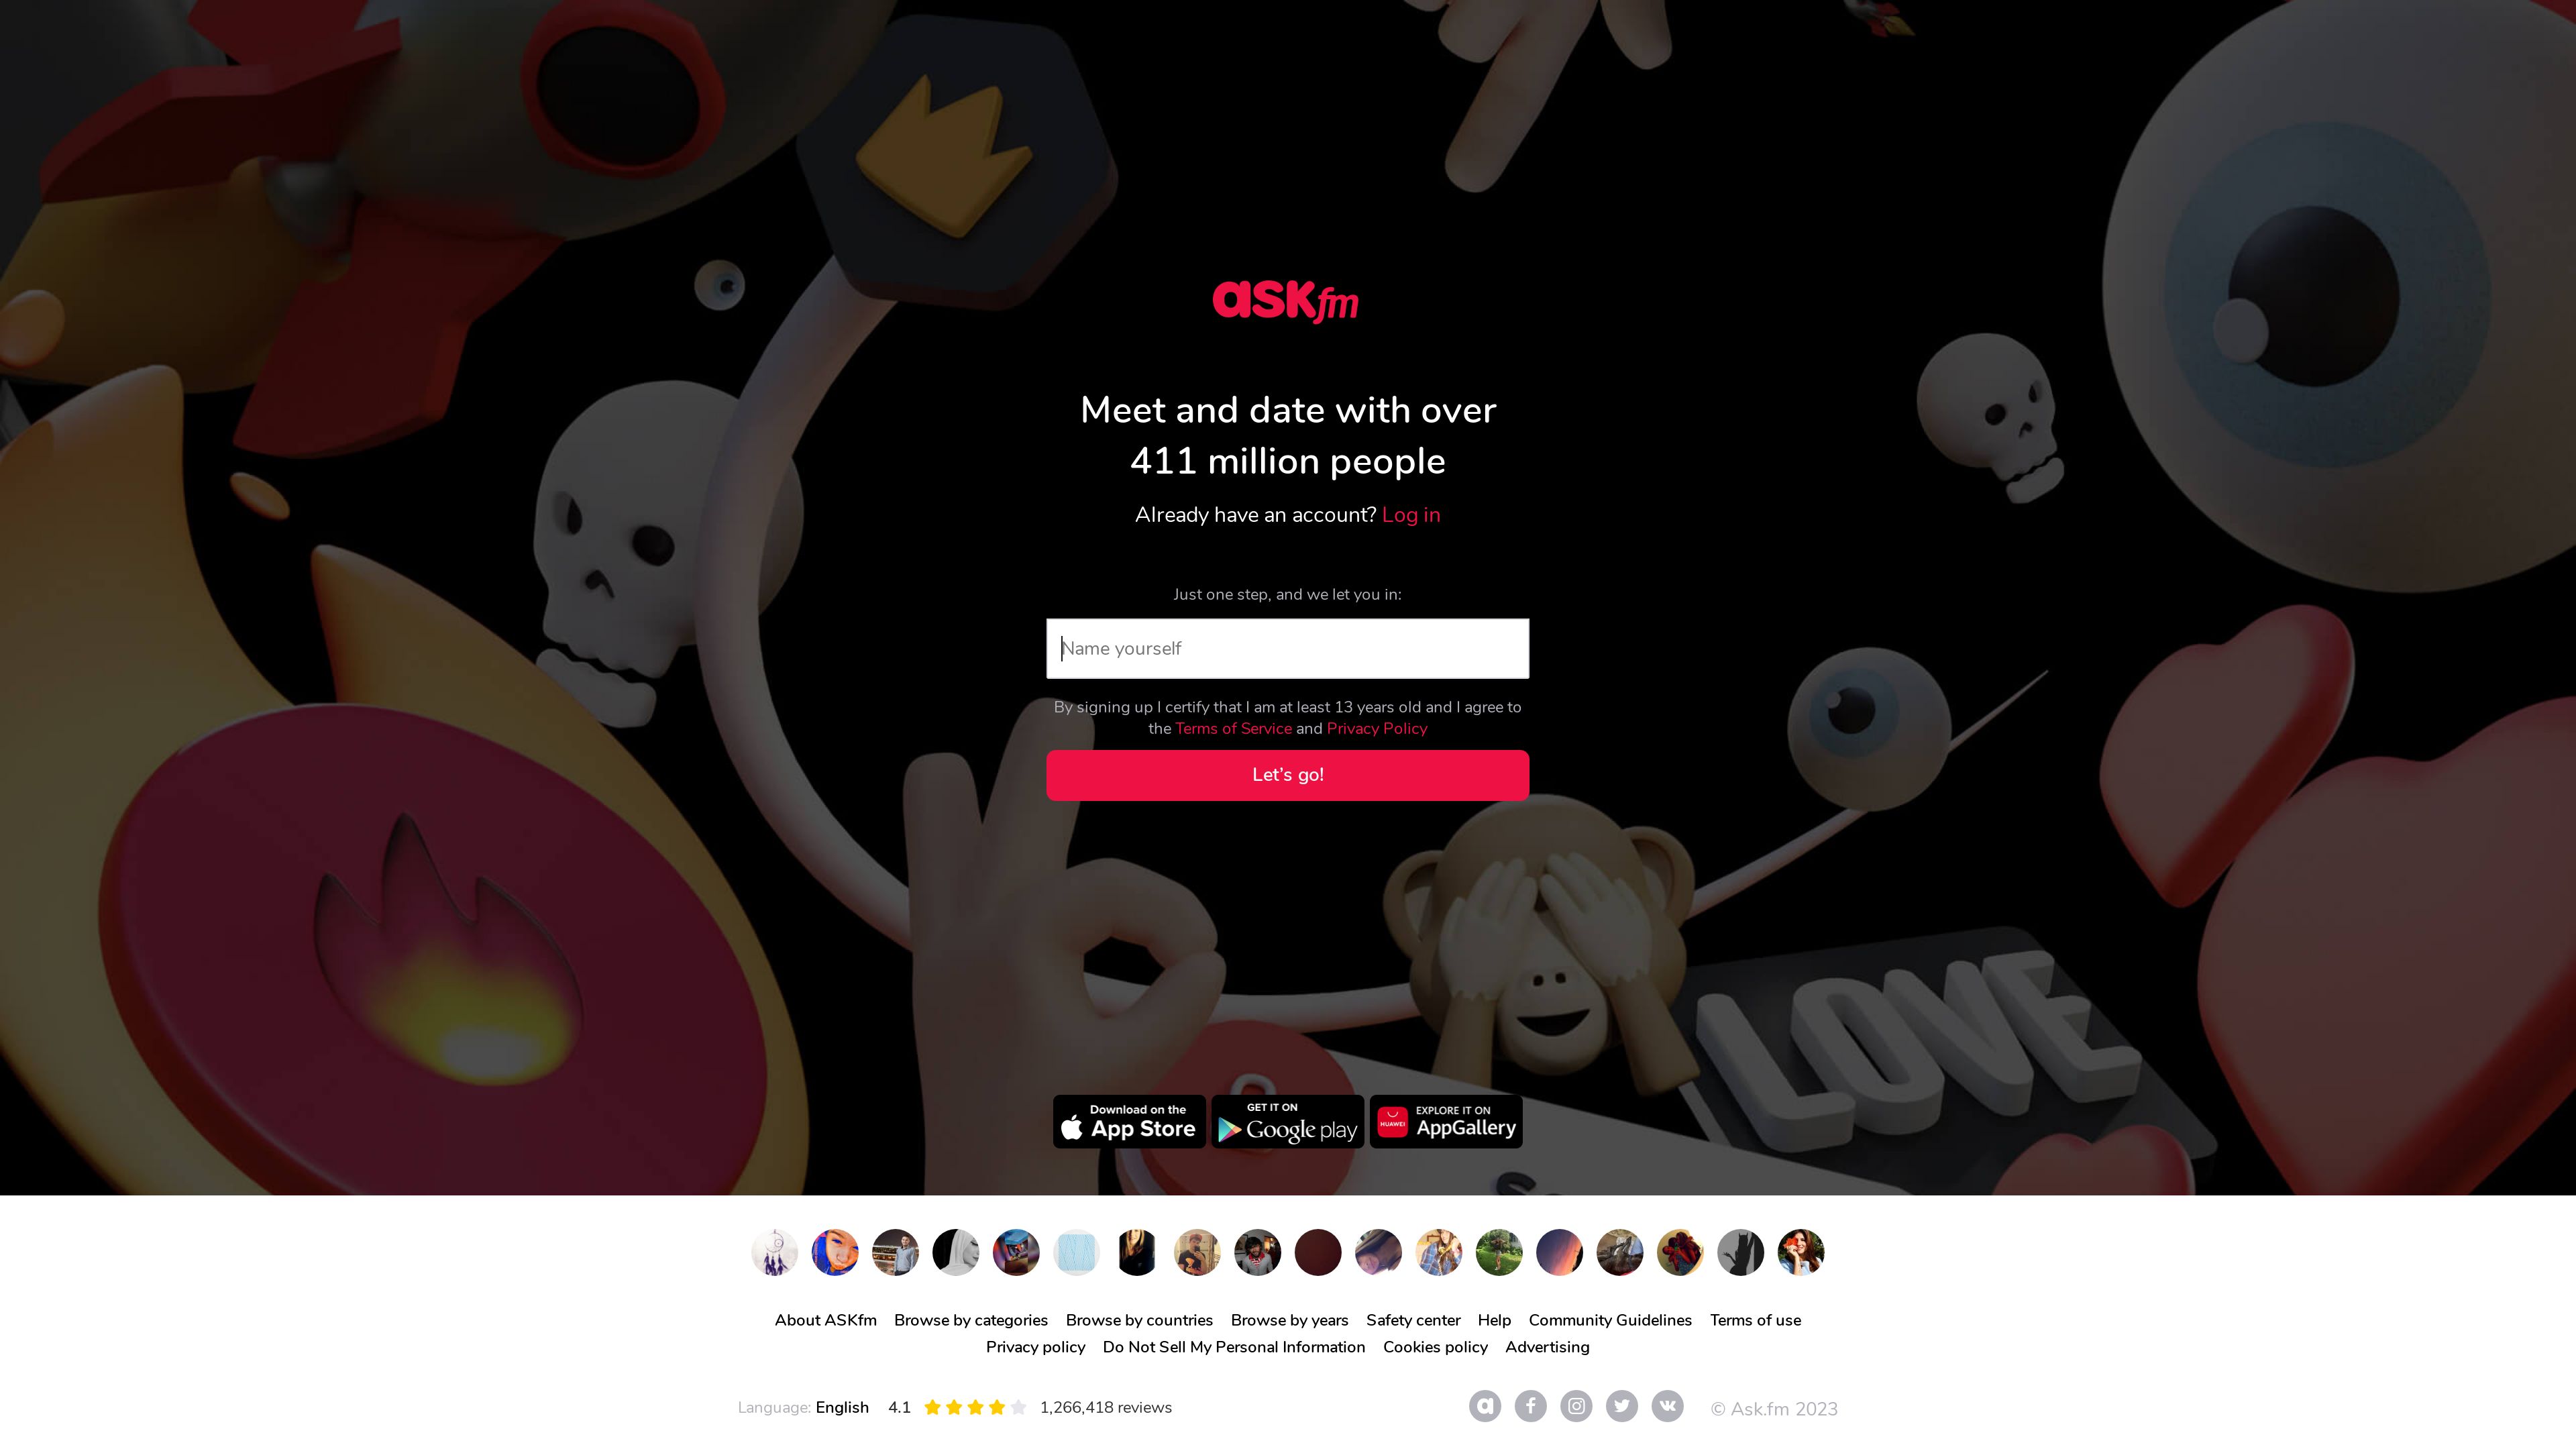 ASKfm
Meet and date with over
411 million people
Already have an account? Log in
Just one step, and we let you in:
Name yourself
By signing up I certify that I am at least 13 years old and I agree to
the Terms of Service and Privacy Policy
Let's go!
LOVE
Download on the
App Store
GET IT ON
Google play
HUAWEI
EXPLORE IT ON
AppGallery
About ASKfm Browse by categories Browse by countries Browse by years Safety center Help Community Guidelines Terms of use
Privacy policy Do Not Sell My Personal Information Cookies policy Advertising
Language: English 4.1 1,266,418 reviews
© Ask.fm 2023